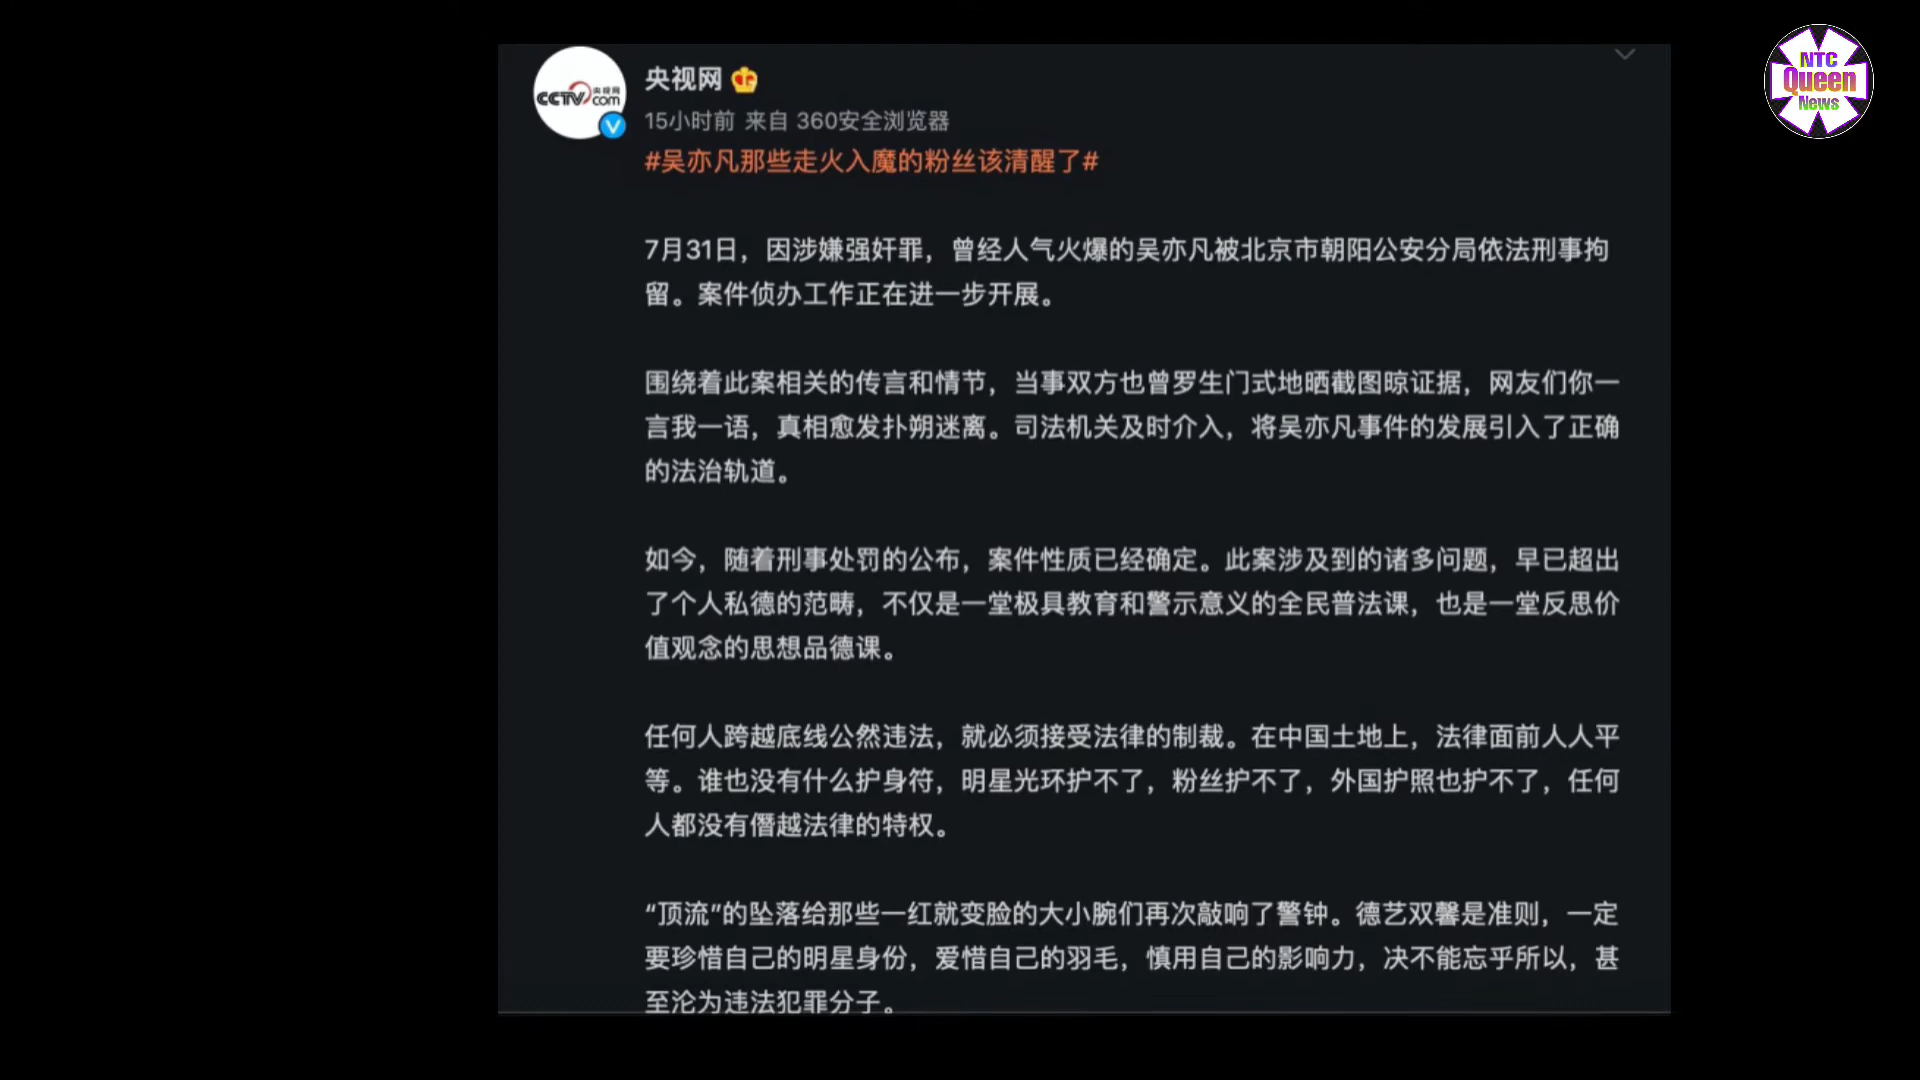 央视网
CCTV.com 央视网
15小时前 来自 360安全浏览器
#吴亦凡那些走火入魔的粉丝该清醒了#
7月31日，因涉嫌强奸罪，曾经人气火爆的吴亦凡被北京市朝阳公安分局依法刑事拘
留。案件侦办工作正在进一步开展。
围绕着此案相关的传言和情节，当事双方也曾罗生门式地晒截图晾证据，网友们你一
言我一语，真相愈发扑朔迷离。司法机关及时介入，将吴亦凡事件的发展引入了正确
的法治轨道。
如今，随着刑事处罚的公布，案件性质已经确定。此案涉及到的诸多问题，早已超出
了个人私德的范畴，不仅是一堂极具教育和警示意义的全民普法课，也是一堂反思价
值观念的思想品德课。
任何人跨越底线公然违法，就必须接受法律的制裁。在中国土地上，法律面前人人平
等。谁也没有什么护身符，明星光环护不了，粉丝护不了，外国护照也护不了，任何
人都没有僭越法律的特权。
“顶流”的坠落给那些一红就变脸的大小腕们再次敲响了警钟。德艺双馨是准则，一定
要珍惜自己的明星身份，爱惜自己的羽毛，慎用自己的影响力，决不能忘乎所以，甚
至沦为违法犯罪分子。
NTC
Queen
News